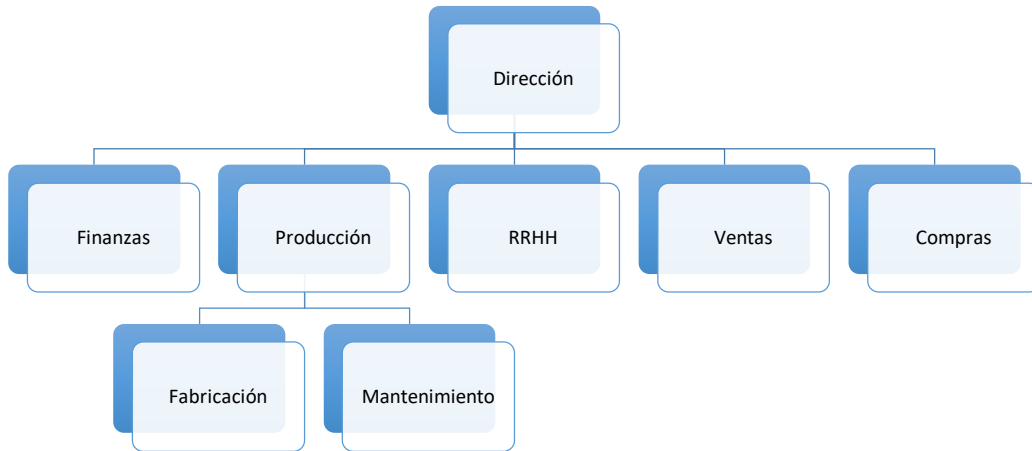 Dirección
Finanzas
Producción
RRHH
Ventas
Compras
Fabricación
Mantenimiento